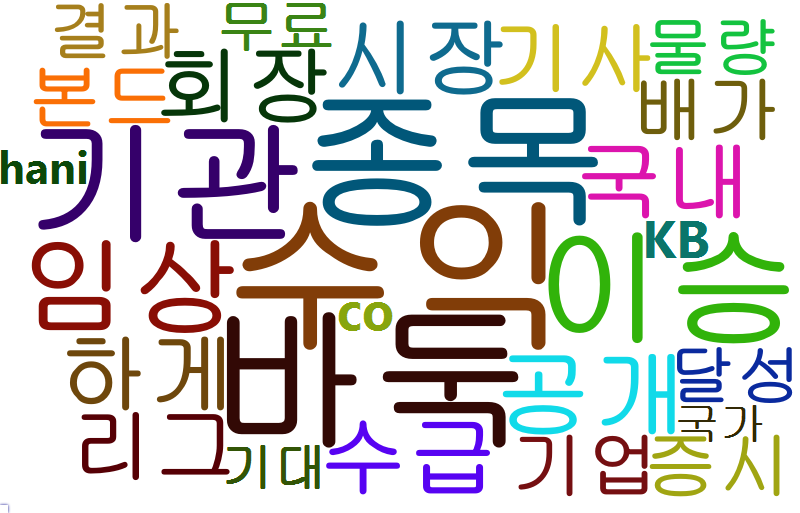 결과
무료
회장
시장
기사
물량
본드
배가
hani
기관
종목
국내
임상
수익
KB
이승
co
바둑
하게
공개
달성
국가
리그
기대
수급
기업
증시